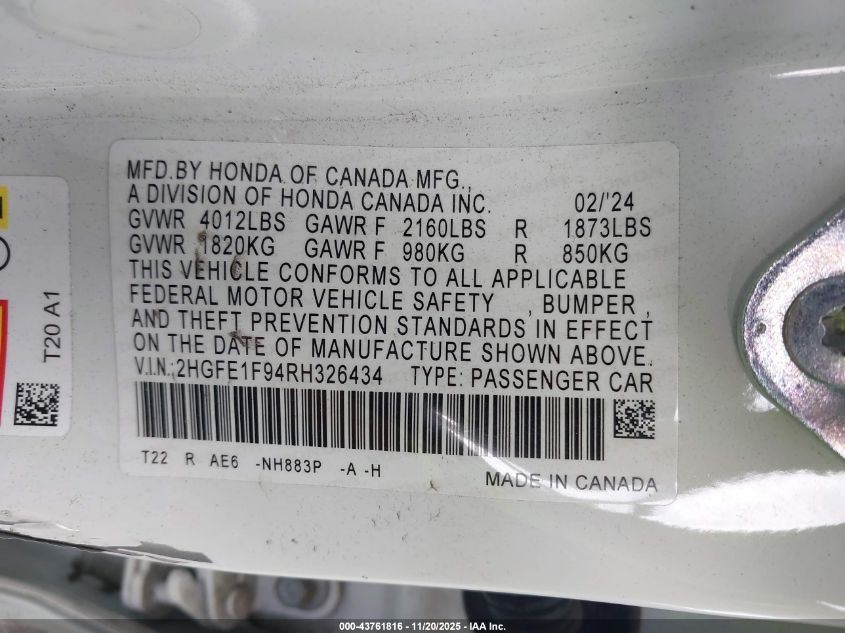 MFD.BY HONDA OF CANADA MFG.,
A DIVISION OF HONDA CANADA INC. 02/'24
GVWR 4012LBS GAWR F 2160LBS R 1873LBS
GVWR 1820KG GAWR F 980KG R 850KG
THIS VEHICLE CONFORMS TO ALL APPLICABLE
FEDERAL MOTOR VEHICLE SAFETY , BUMPER ,
AND THEFT PREVENTION STANDARDS IN EFFECT
ON THE DATE OF MANUFACTURE SHOWN ABOVE.
V.I.N.:2HGFE1F94RH326434 TYPE: PASSENGER CAR
T22 R AE6 -NH883P -A -H
MADE IN CANADA
T20 A1
000-43761816 - 11/20/2025 - IAA Inc.